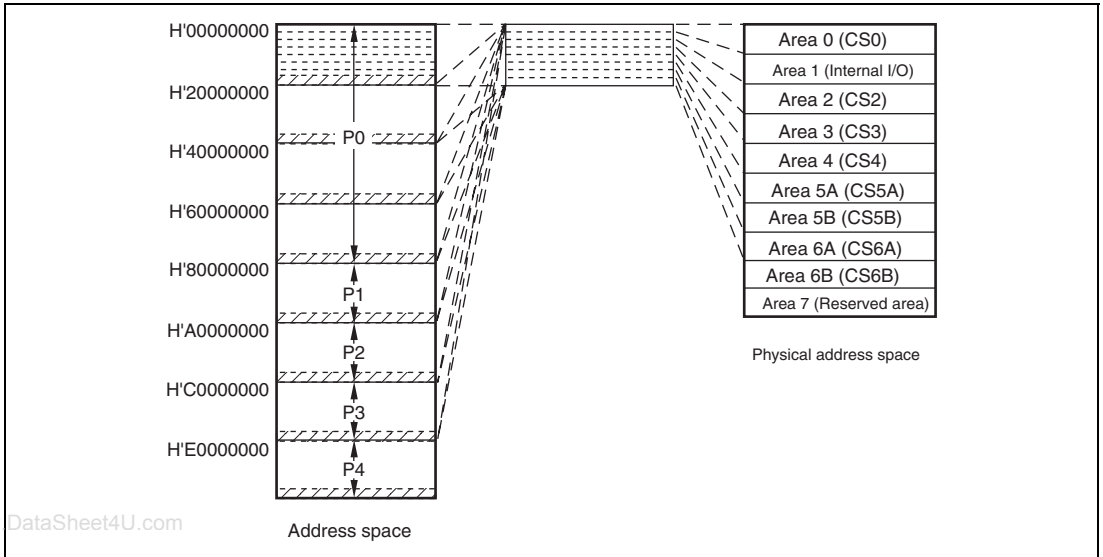 H'00000000
H'20000000
H'40000000
H'60000000
H'80000000
H'A0000000
H'C0000000
H'E0000000
P0
P1
P2
P3
P4
Address space
Area 0 (CS0)
Area 1 (Internal I/O)
Area 2 (CS2)
Area 3 (CS3)
Area 4 (CS4)
Area 5A (CS5A)
Area 5B (CS5B)
Area 6A (CS6A)
Area 6B (CS6B)
Area 7 (Reserved area)
Physical address space
DataSheet4U.com